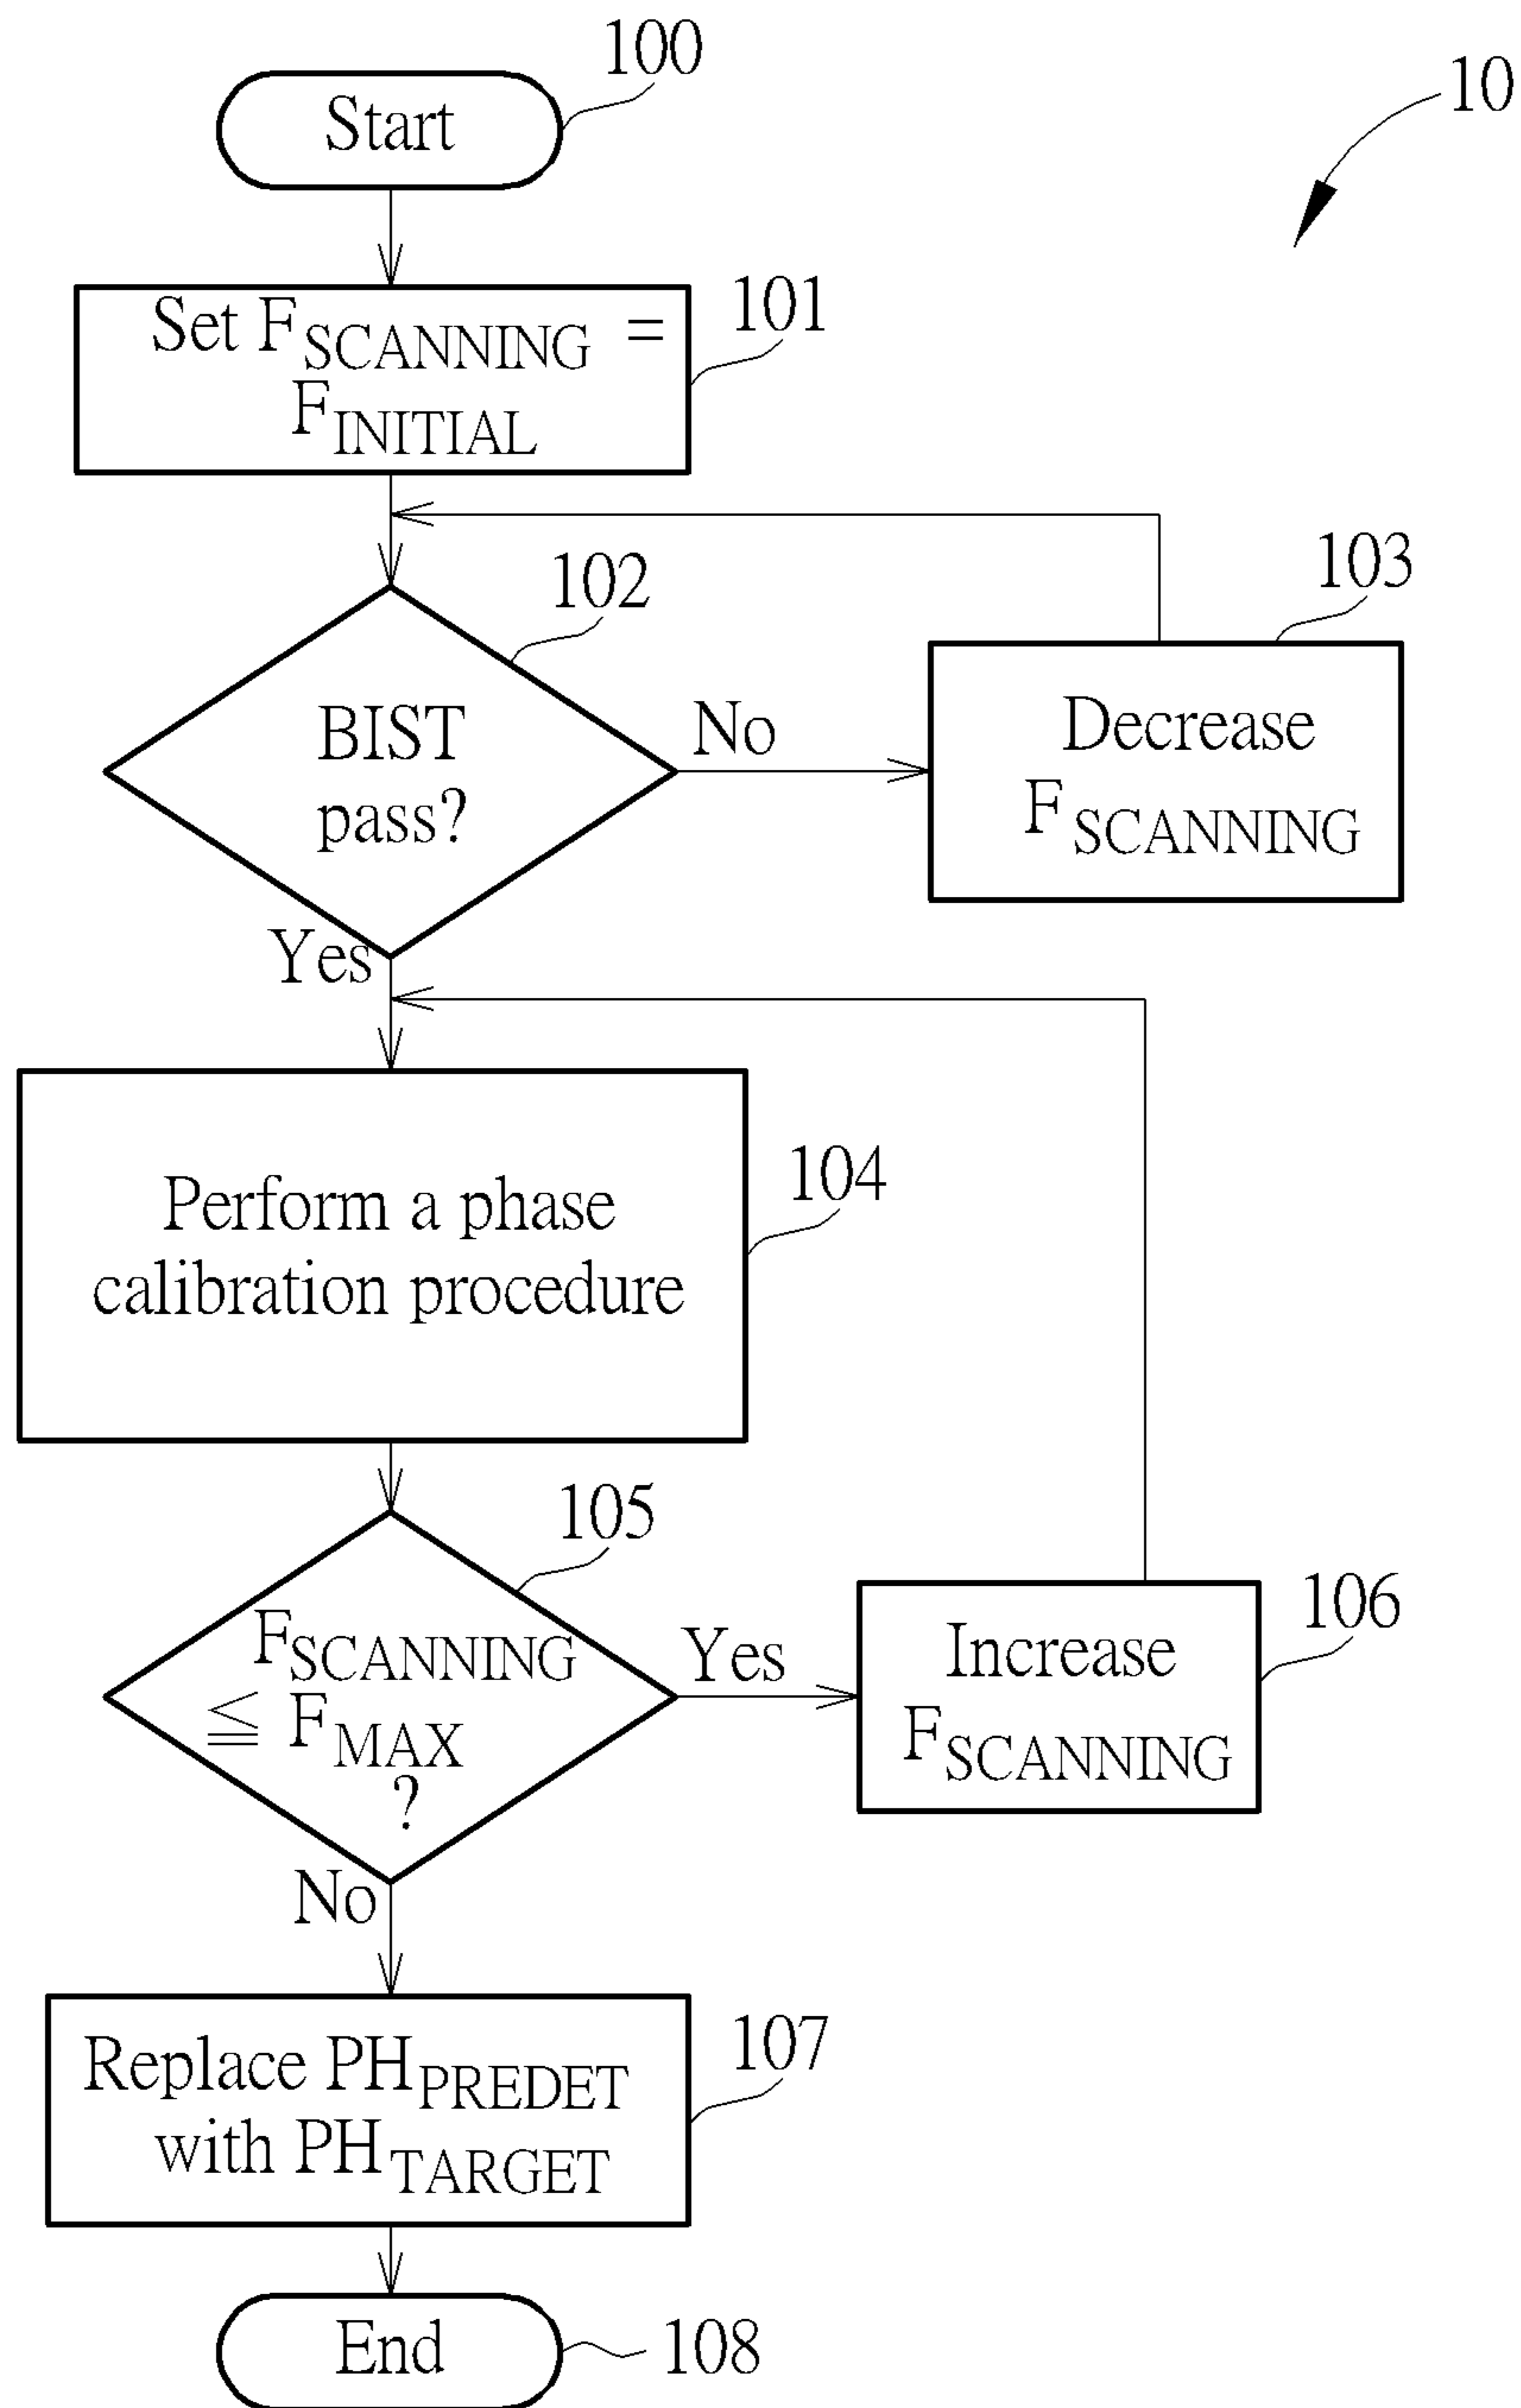 100
Start
10
101
Set FSCANNING =
FINITIAL
102
103
BIST
pass?
No
Decrease
FSCANNING
Yes
104
Perform a phase
calibration procedure
105
106
FSCANNING
≦ FMAX
?
Yes
Increase
FSCANNING
No
107
Replace PHPREDET
with PHTARGET
End
108